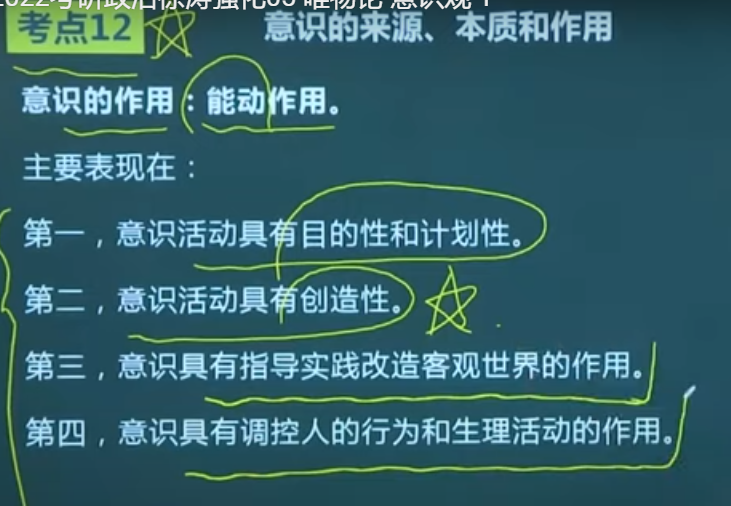 2022考研政治徐涛强化05 唯物论 意识观 1
考点12 意识的来源、本质和作用
意识的作用：能动作用。
主要表现在：
第一，意识活动具有目的性和计划性。
第二，意识活动具有创造性。
第三，意识具有指导实践改造客观世界的作用。
第四，意识具有调控人的行为和生理活动的作用。